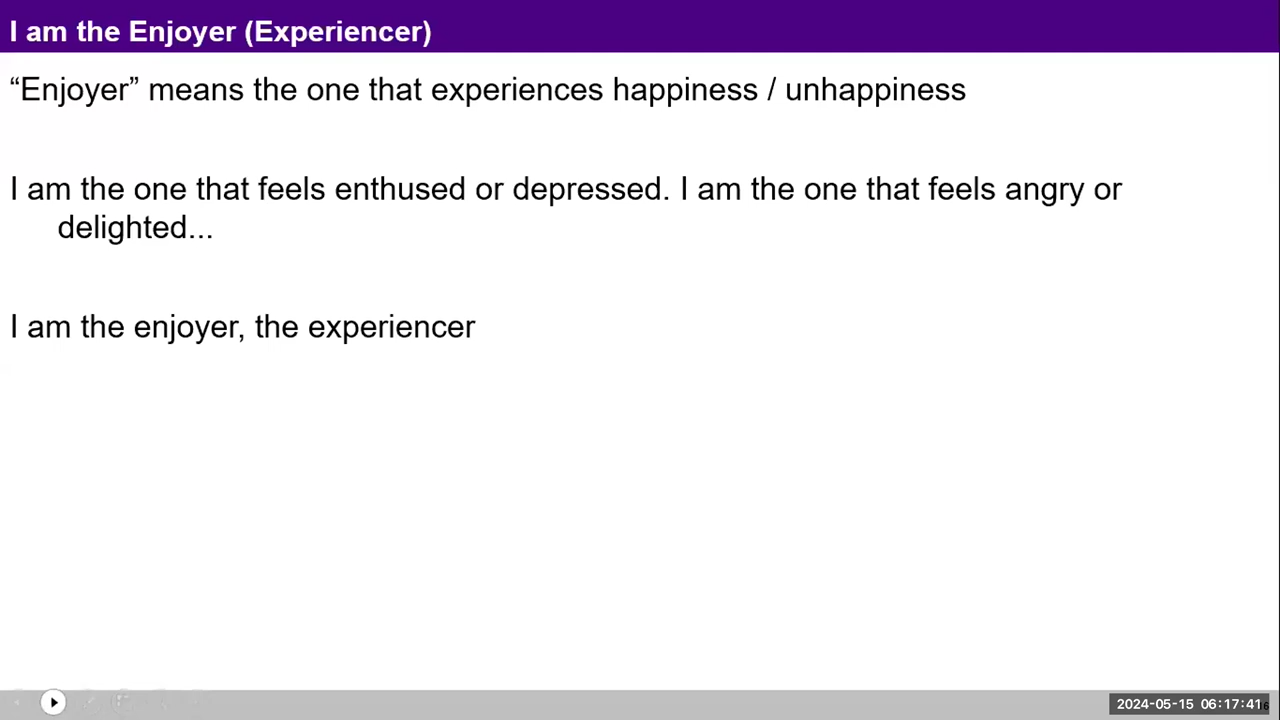 I am the Enjoyer (Experiencer)
“Enjoyer” means the one that experiences happiness / unhappiness
I am the one that feels enthused or depressed. I am the one that feels angry or
delighted...
I am the enjoyer, the experiencer
2024-05-15 06:17:41